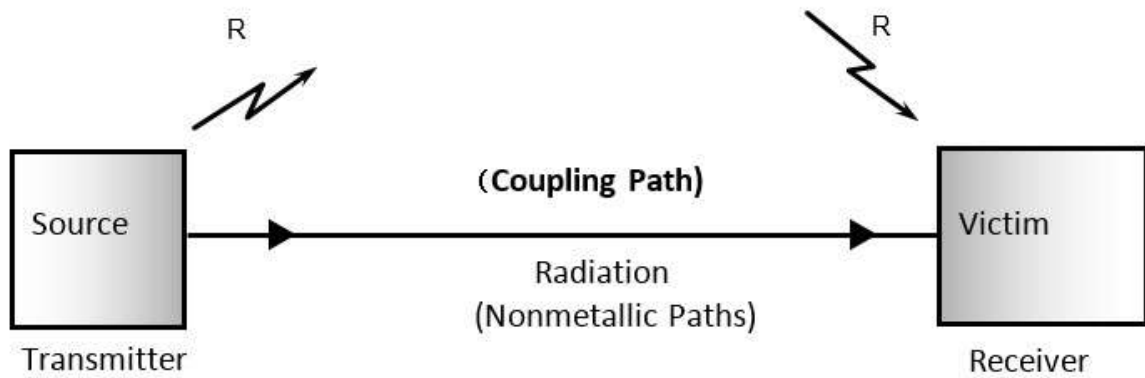 R
R
(Coupling Path)
Source
Victim
Radiation
(Nonmetallic Paths)
Transmitter
Receiver